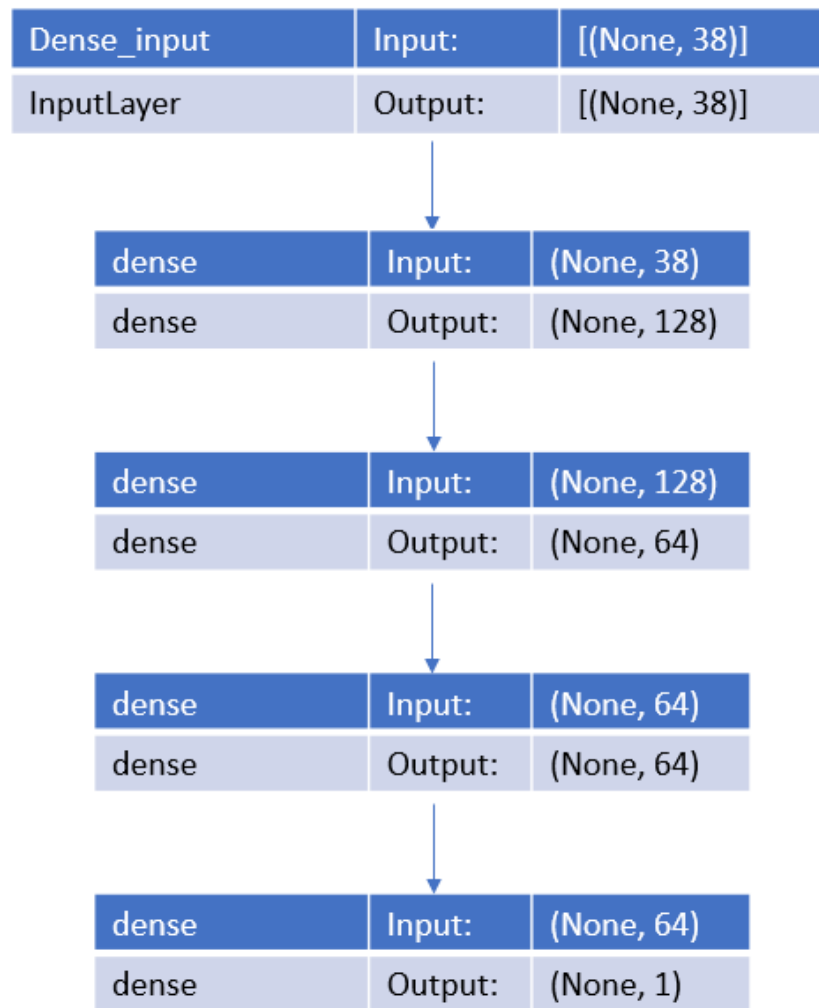 Dense_input Input: [(None, 38)]
InputLayer Output: [(None, 38)]
dense Input: (None, 38)
dense Output: (None, 128)
dense Input: (None, 128)
dense Output: (None, 64)
dense Input: (None, 64)
dense Output: (None, 64)
dense Input: (None, 64)
dense Output: (None, 1)